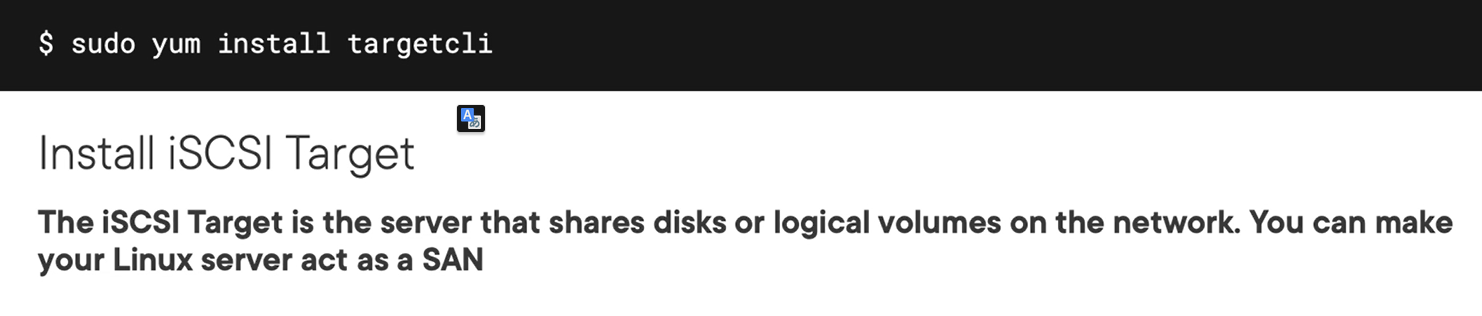 $ sudo yum install targetcli
Install iSCSI Target
The iSCSI Target is the server that shares disks or logical volumes on the network. You can make
your Linux server act as a SAN